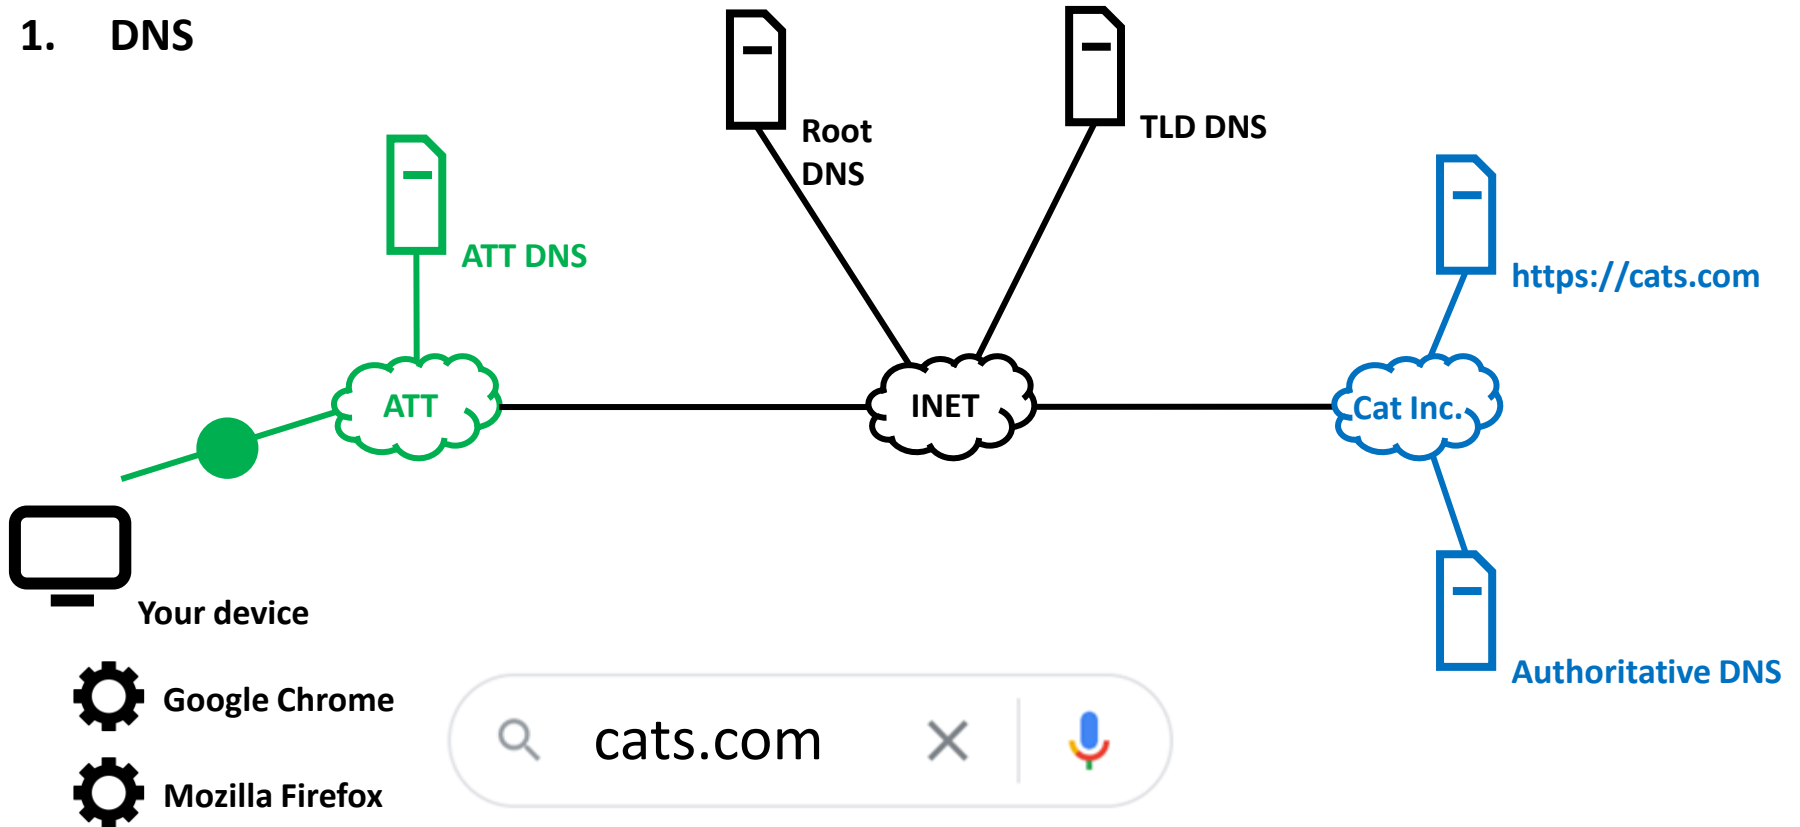 1. DNS
Root
DNS
TLD DNS
ATT DNS
https://cats.com
ATT
INET
Cat Inc.
Your device
Authoritative DNS
Google Chrome
cats.com
Mozilla Firefox